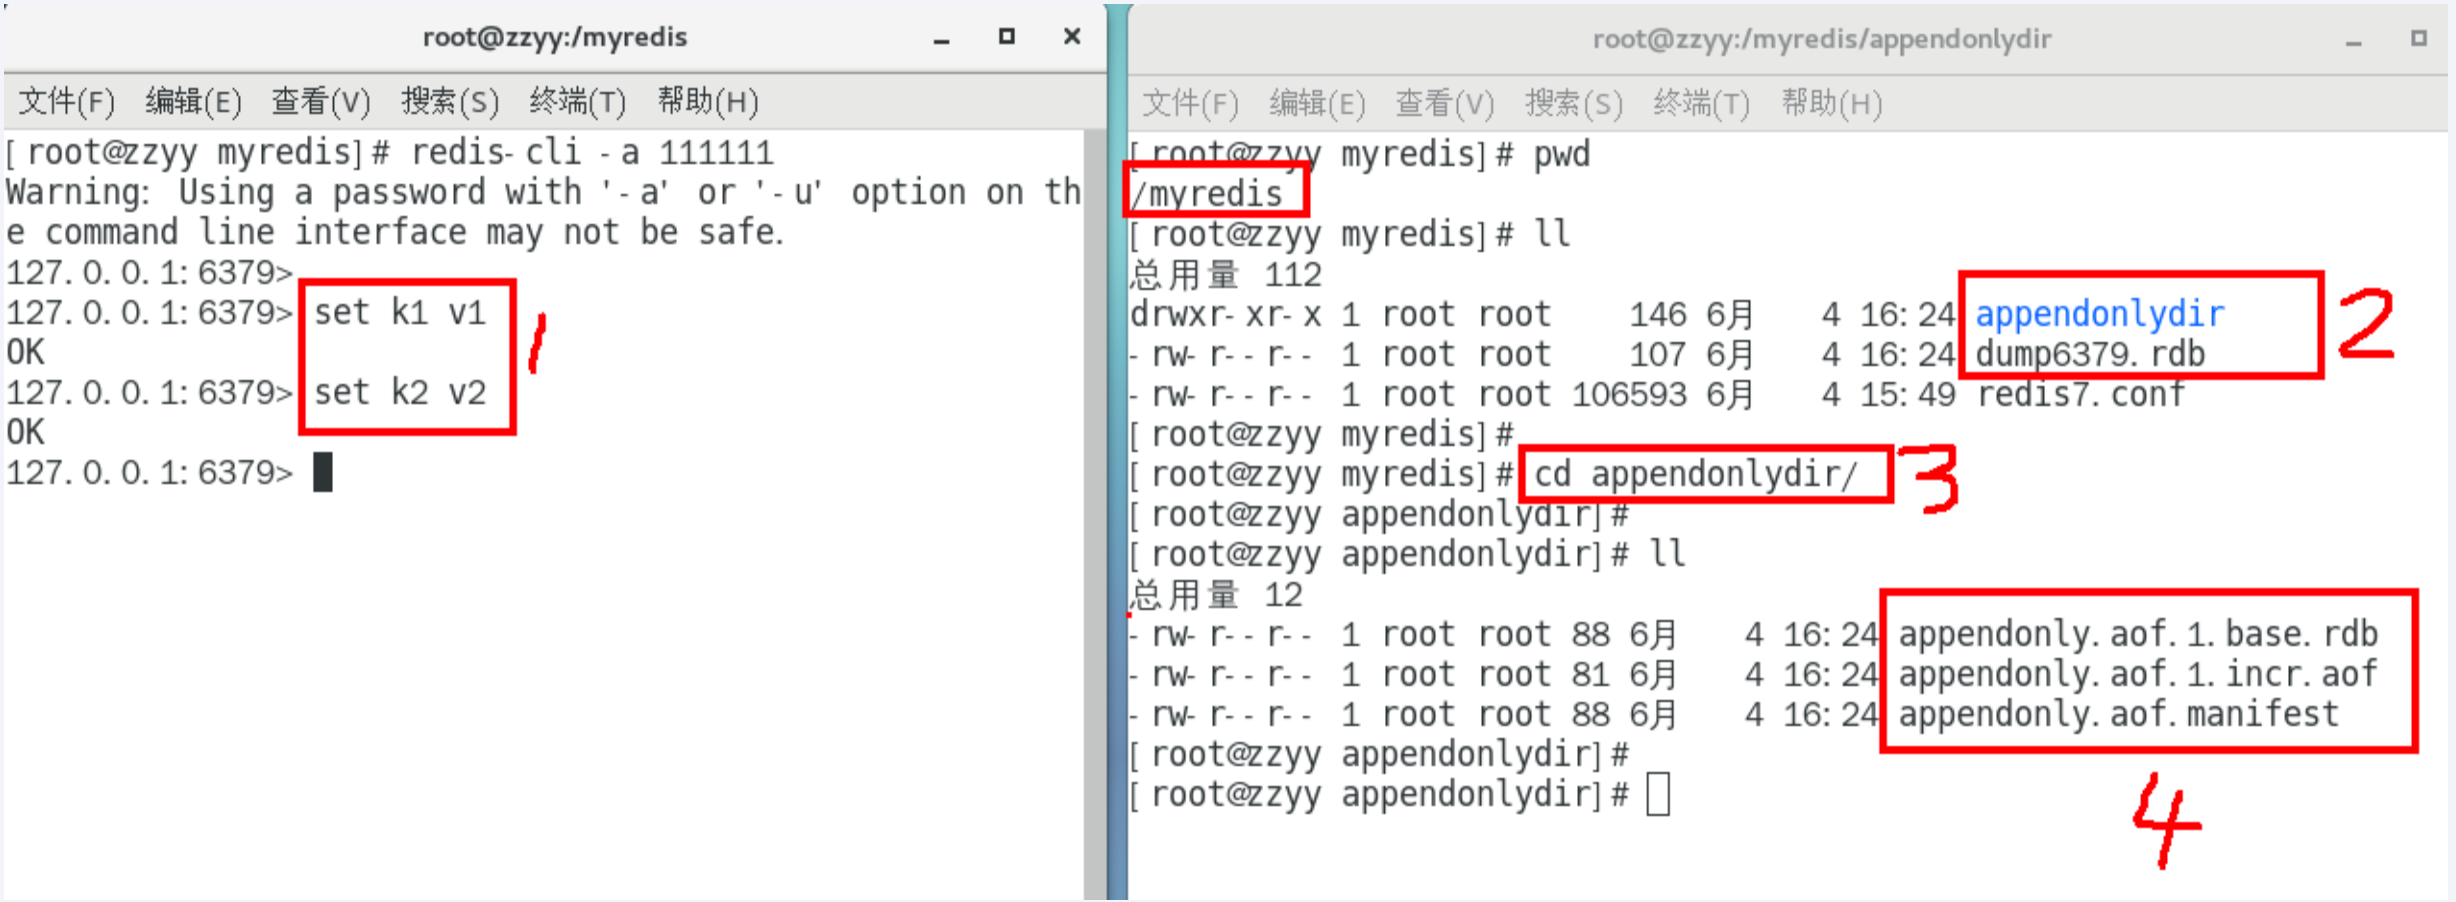 root@zzyy:/myredis
文件(F) 编辑(E) 查看(V) 搜索(S) 终端(T) 帮助(H)
[root@zzyy myredis]# redis-cli -a 111111
Warning: Using a password with '-a' or '-u' option on th
e command line interface may not be safe.
127.0.0.1:6379>
127.0.0.1:6379> set k1 v1
OK
127.0.0.1:6379> set k2 v2
OK
127.0.0.1:6379>
1
root@zzyy:/myredis/appendonlydir
文件(F) 编辑(E) 查看(V) 搜索(S) 终端(T) 帮助(H)
[root@zzyy myredis]# pwd
/myredis
[root@zzyy myredis]# ll
总用量 112
drwxr-xr-x 1 root root 146 6月 4 16:24 appendonlydir
-rw-r--r-- 1 root root 107 6月 4 16:24 dump6379.rdb
2
-rw-r--r-- 1 root root 106593 6月 4 15:49 redis7.conf
[root@zzyy myredis]#
[root@zzyy myredis]# cd appendonlydir/
3
[root@zzyy appendonlydir]#
[root@zzyy appendonlydir]# ll
总用量 12
-rw-r--r-- 1 root root 88 6月 4 16:24 appendonly.aof.1.base.rdb
-rw-r--r-- 1 root root 81 6月 4 16:24 appendonly.aof.1.incr.aof
-rw-r--r-- 1 root root 88 6月 4 16:24 appendonly.aof.manifest
[root@zzyy appendonlydir]#
[root@zzyy appendonlydir]#
4